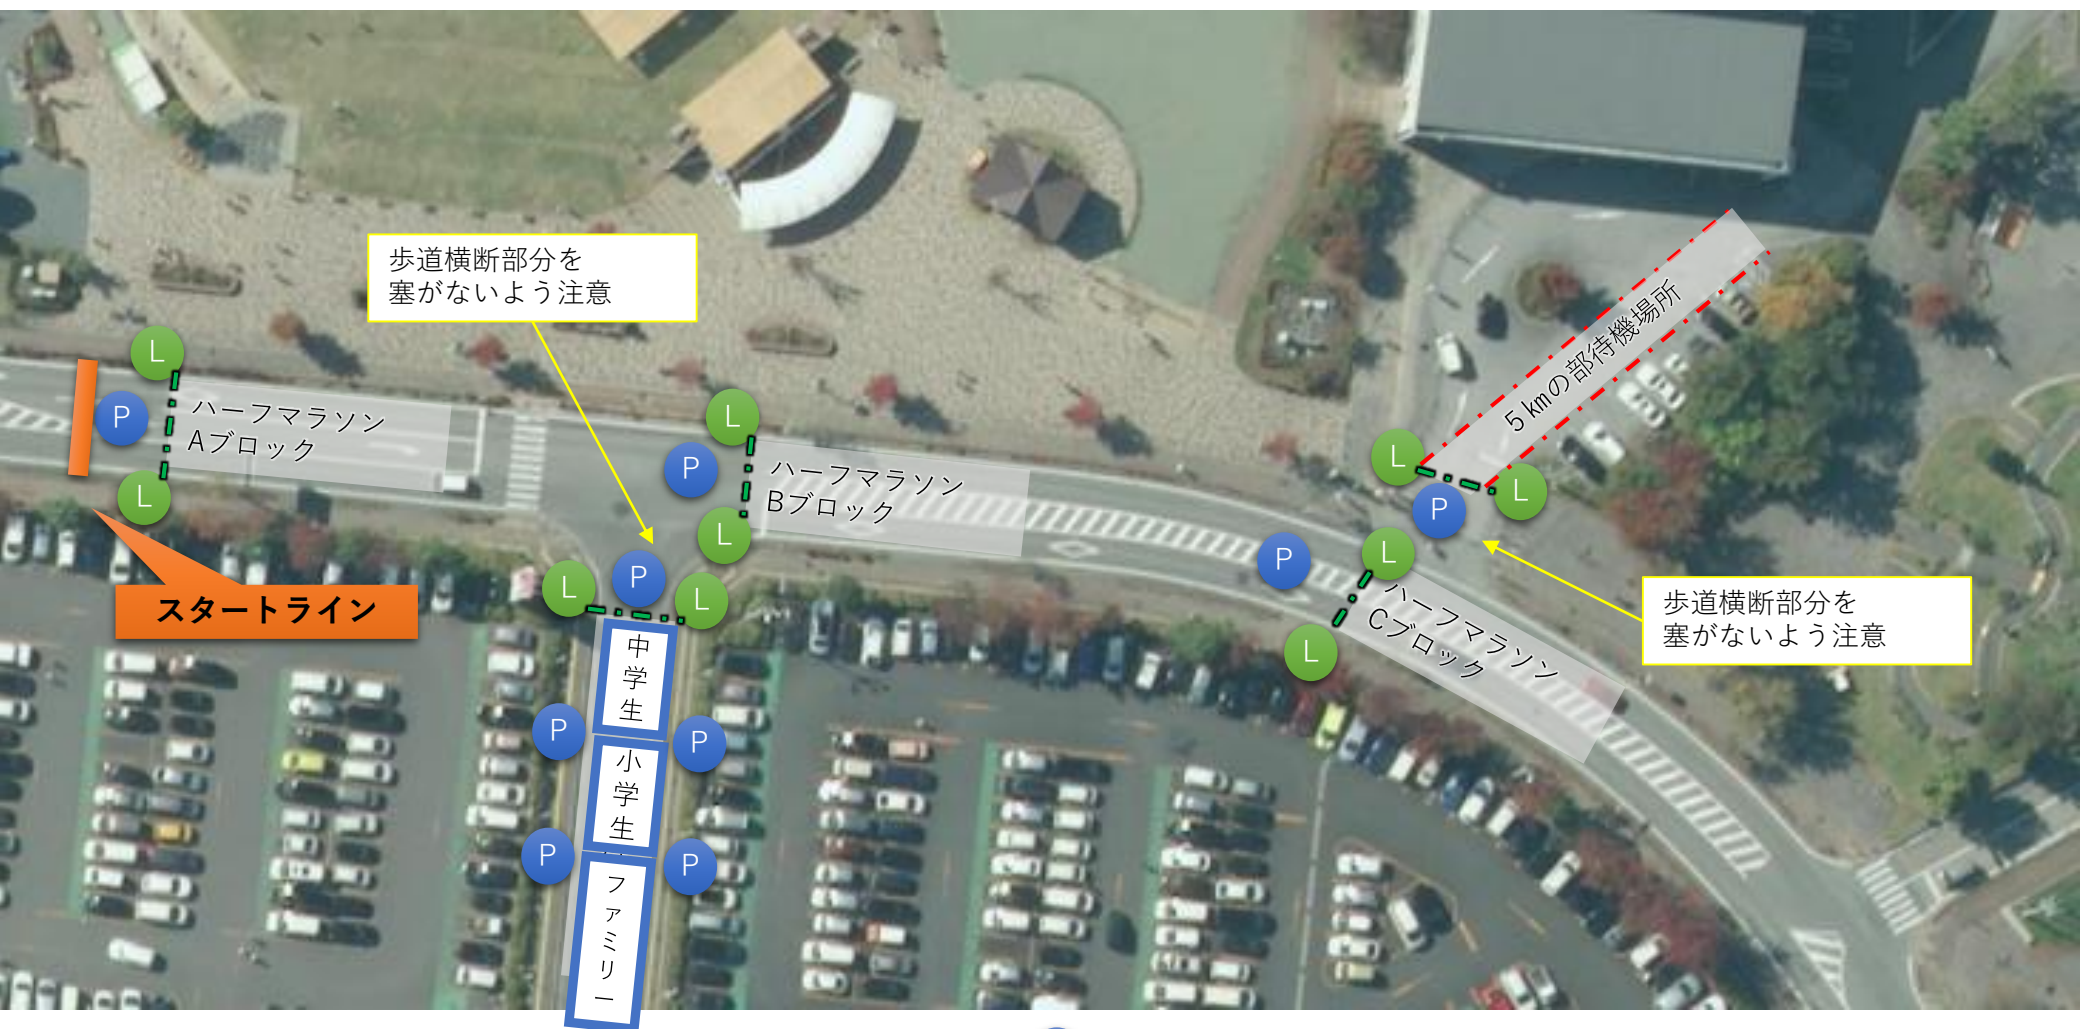 歩道横断部分を
塞がないよう注意
L
P
ハーフマラソン
Aブロック
L
スタートライン
L
P
ハーフマラソン
Bブロック
L
L
P
L
中学生
P
P
小学生
P
P
ファミリー
5kmの部待機場所
L
L
P
P
L
ハーフマラソン
Cブロック
L
歩道横断部分を
塞がないよう注意